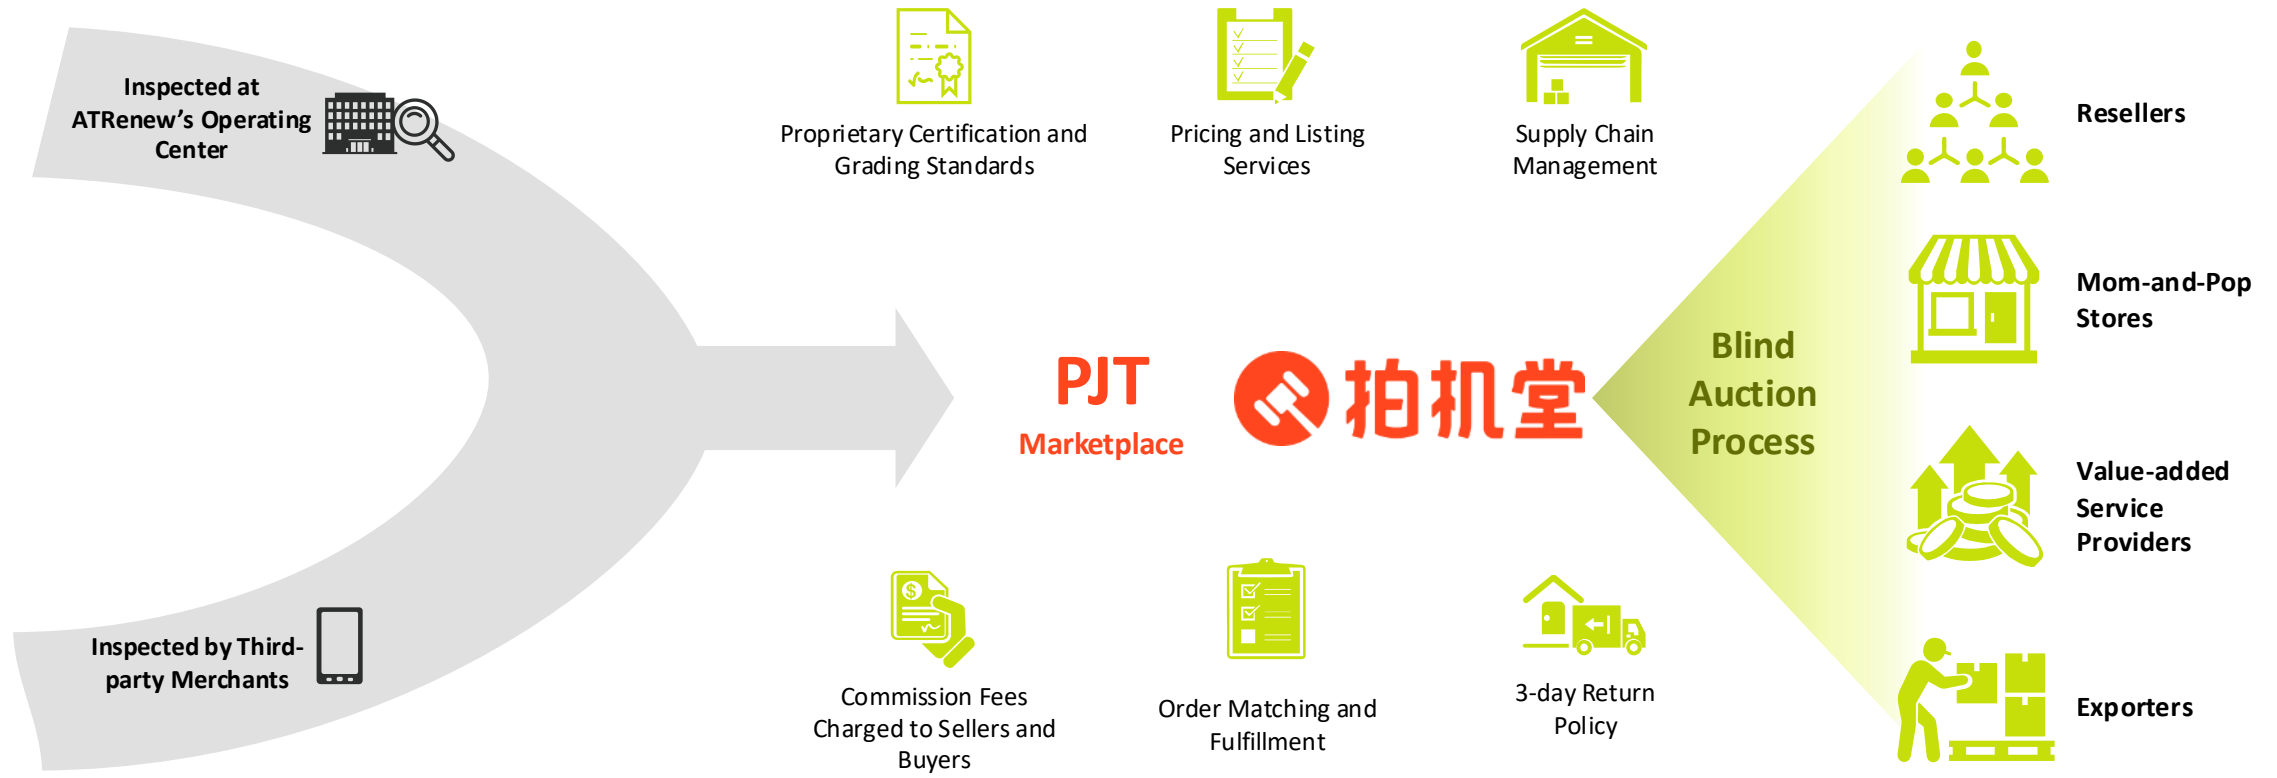 Inspected at
ATRenew’s Operating
Center
Inspected by Third-
party Merchants
Proprietary Certification and
Grading Standards
Pricing and Listing
Services
Supply Chain
Management
PJT
Marketplace
拍机堂
Commission Fees
Charged to Sellers and
Buyers
Order Matching and
Fulfillment
3-day Return
Policy
Blind
Auction
Process
Resellers
Mom-and-Pop
Stores
Value-added
Service
Providers
Exporters